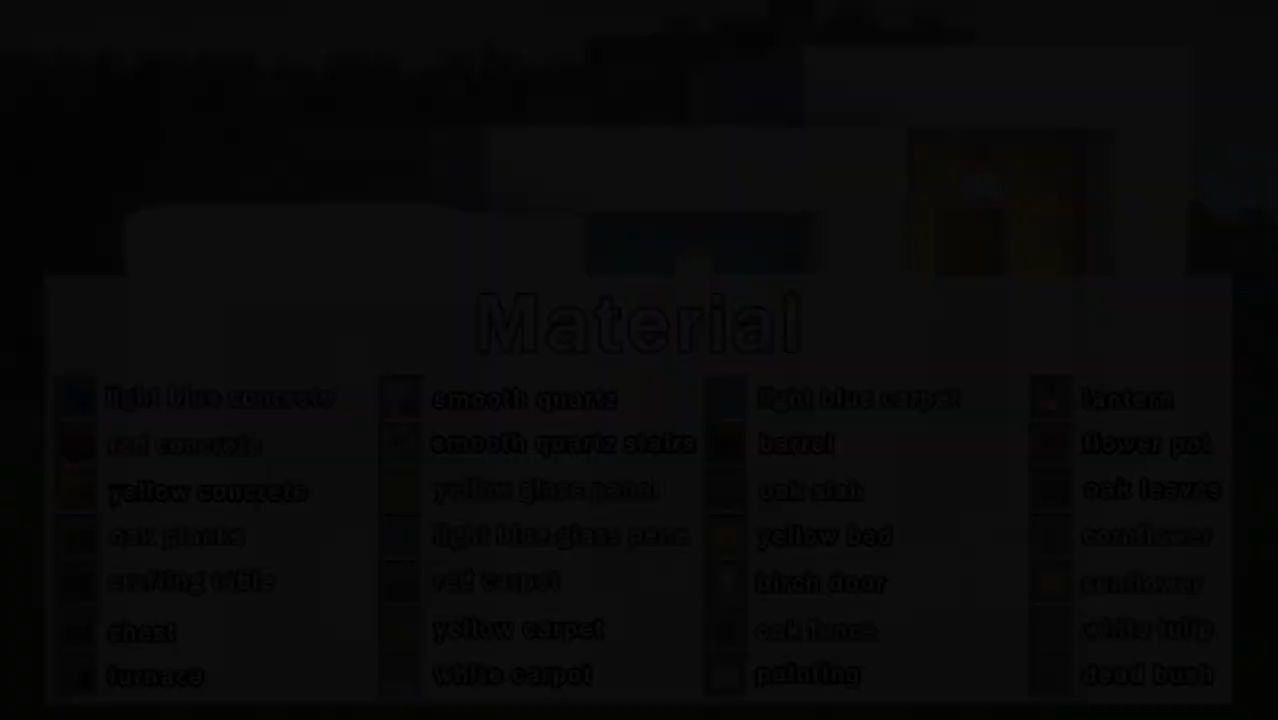 Material
light blue concrete
red concrete
yellow concrete
oak planks
crafting table
chest
furnace
smooth quartz
smooth quartz stairs
yellow glass panel
light blue glass pane
red carpet
yellow carpet
white carpet
light blue carpet
barrel
oak slab
yellow bed
birch door
oak fence
painting
lantern
flower pot
oak leaves
cornflower
sunflower
white tulip
dead bush